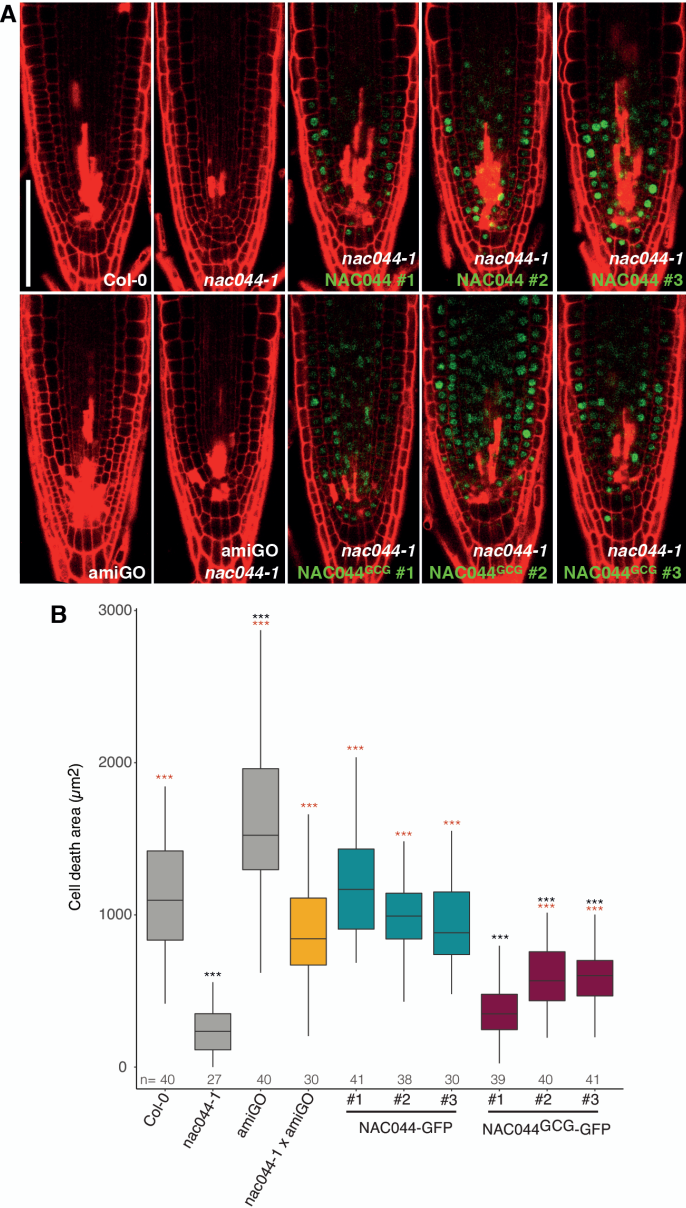 A
Col-0
nac044-1
nac044-1
NAC044 #1
nac044-1
NAC044 #2
nac044-1
NAC044 #3
amiGO
amiGO
nac044-1
nac044-1
NAC044GCG #1
nac044-1
NAC044GCG #2
nac044-1
NAC044GCG #3
B
Cell death area (µm2)
3000
2000
1000
0
***
***
***
***
***
***
***
***
***
***
***
***
***
n= 40 27 40 30 41 38 30 39 40 41
Col-0
nac044-1
amiGO
nac044-1 x amiGO
#1 #2 #3 #1 #2 #3
NAC044-GFP NAC044GCG-GFP